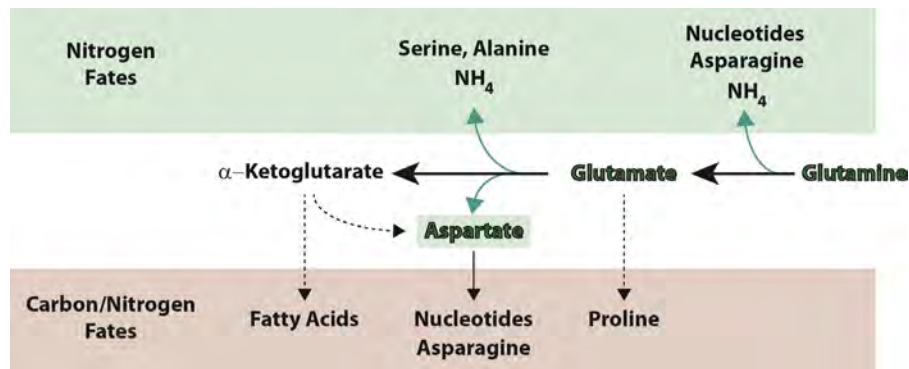 Nitrogen
Fates
Serine, Alanine
NH4
Nucleotides
Asparagine
NH4
α–Ketoglutarate
Glutamate
Glutamine
Aspartate
Carbon/Nitrogen
Fates
Fatty Acids
Nucleotides
Asparagine
Proline